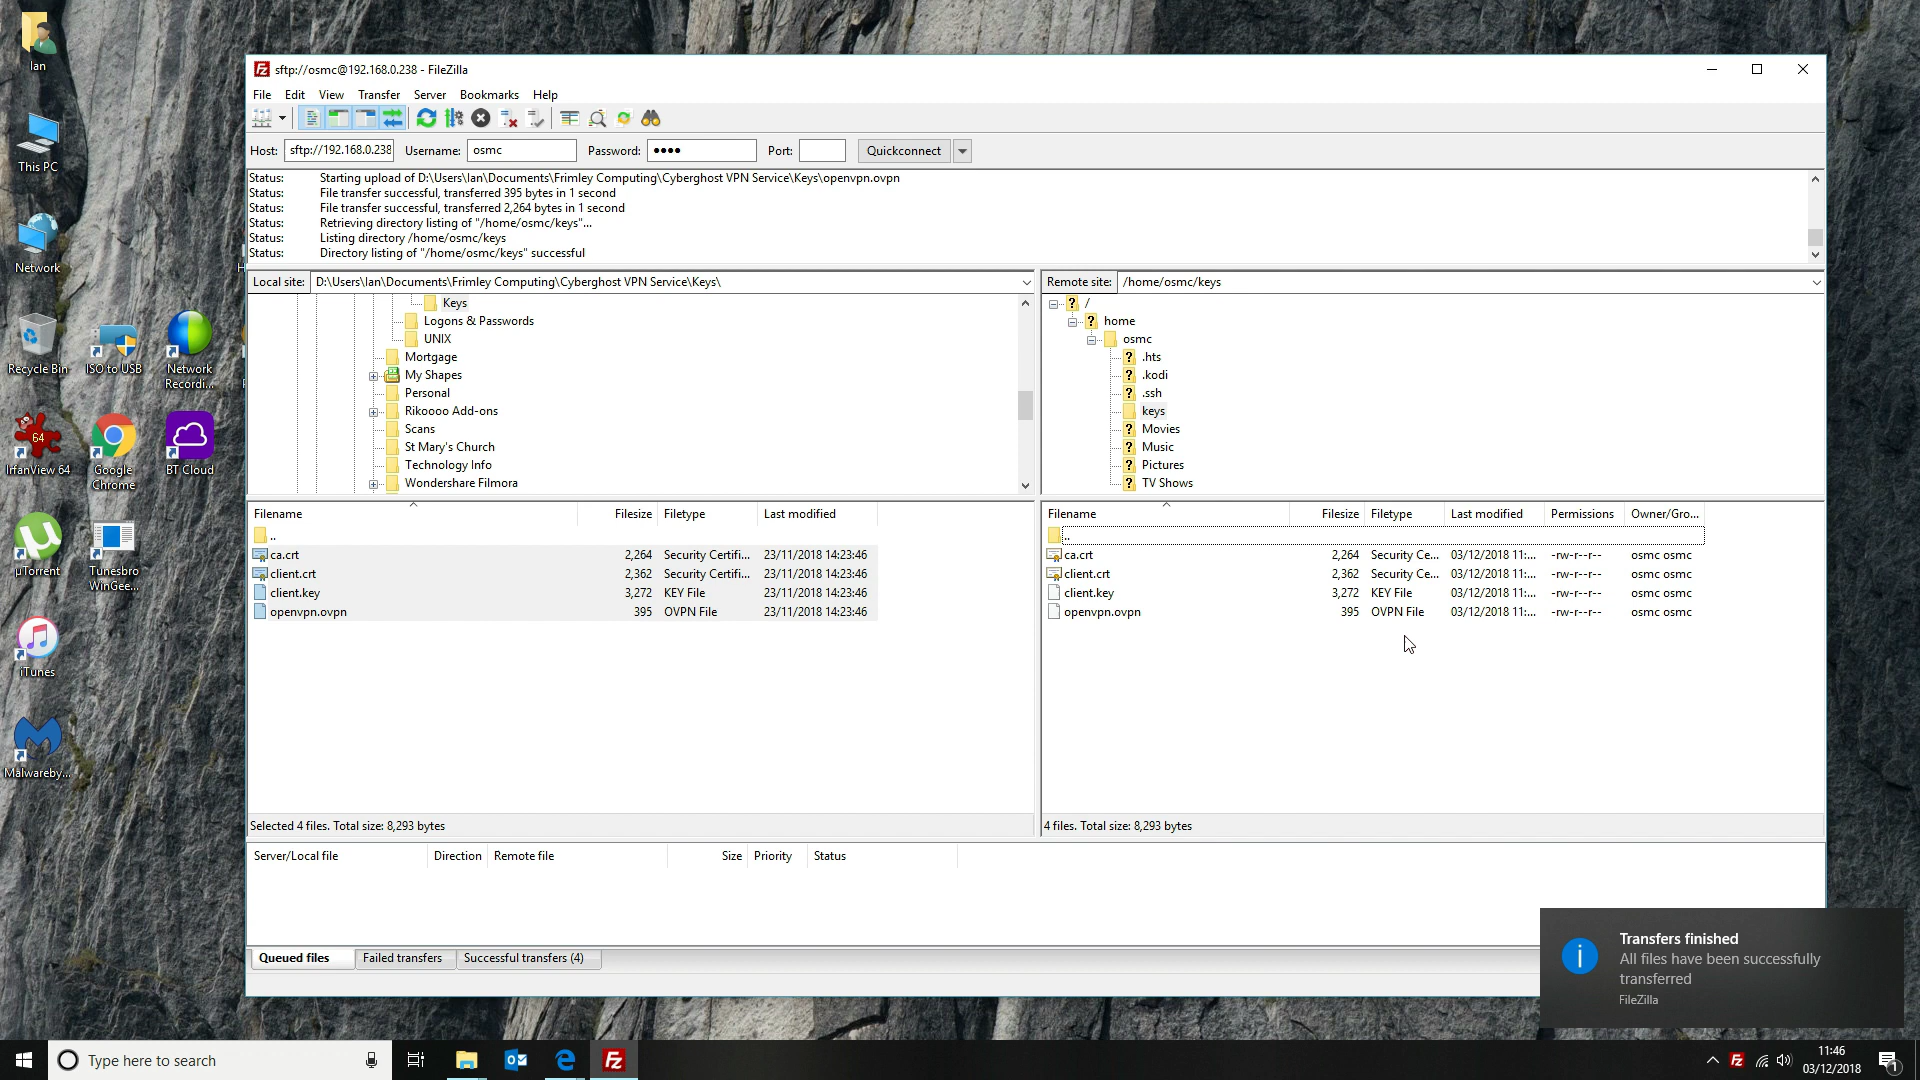 Ian
This PC
Network
Recycle Bin
ISO to USB
Network
Recordi...
64
IrfanView 64
Google
Chrome
BT Cloud
µTorrent
Tunesbro
WinGee...
iTunes
Malwareby...
sftp://osmc@192.168.0.238 - FileZilla
File Edit View Transfer Server Bookmarks Help
Host: sftp://192.168.0.238 Username: osmc Password: ●●●● Port: Quickconnect
Status: Starting upload of D:\Users\Ian\Documents\Frimley Computing\Cyberghost VPN Service\Keys\openvpn.ovpn
Status: File transfer successful, transferred 395 bytes in 1 second
Status: File transfer successful, transferred 2,264 bytes in 1 second
Status: Retrieving directory listing of "/home/osmc/keys"...
Status: Listing directory /home/osmc/keys
Status: Directory listing of "/home/osmc/keys" successful
Local site: D:\Users\Ian\Documents\Frimley Computing\Cyberghost VPN Service\Keys\
Keys
Logons & Passwords
UNIX
Mortgage
My Shapes
Personal
Rikoooo Add-ons
Scans
St Mary's Church
Technology Info
Wondershare Filmora
Remote site: /home/osmc/keys
/
home
osmc
.hts
.kodi
.ssh
keys
Movies
Music
Pictures
TV Shows
Filename Filesize Filetype Last modified
..
ca.crt 2,264 Security Certifi... 23/11/2018 14:23:46
client.crt 2,362 Security Certifi... 23/11/2018 14:23:46
client.key 3,272 KEY File 23/11/2018 14:23:46
openvpn.ovpn 395 OVPN File 23/11/2018 14:23:46
Selected 4 files. Total size: 8,293 bytes
Filename Filesize Filetype Last modified Permissions Owner/Gro...
..
ca.crt 2,264 Security Ce... 03/12/2018 11:... -rw-r--r-- osmc osmc
client.crt 2,362 Security Ce... 03/12/2018 11:... -rw-r--r-- osmc osmc
client.key 3,272 KEY File 03/12/2018 11:... -rw-r--r-- osmc osmc
openvpn.ovpn 395 OVPN File 03/12/2018 11:... -rw-r--r-- osmc osmc
4 files. Total size: 8,293 bytes
Server/Local file Direction Remote file Size Priority Status
Queued files Failed transfers Successful transfers (4)
Transfers finished
All files have been successfully
transferred
FileZilla
Type here to search
11:46
03/12/2018
1